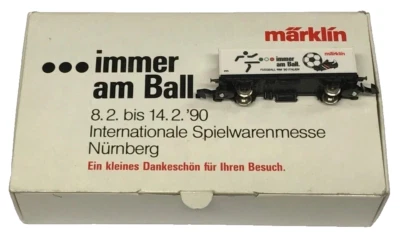 märklin
...immer
am Ball.
8.2. bis 14.2.'90
Internationale Spielwarenmesse
Nürnberg
Ein kleines Dankeschön für Ihren Besuch.
immer
am Ball.
märklin